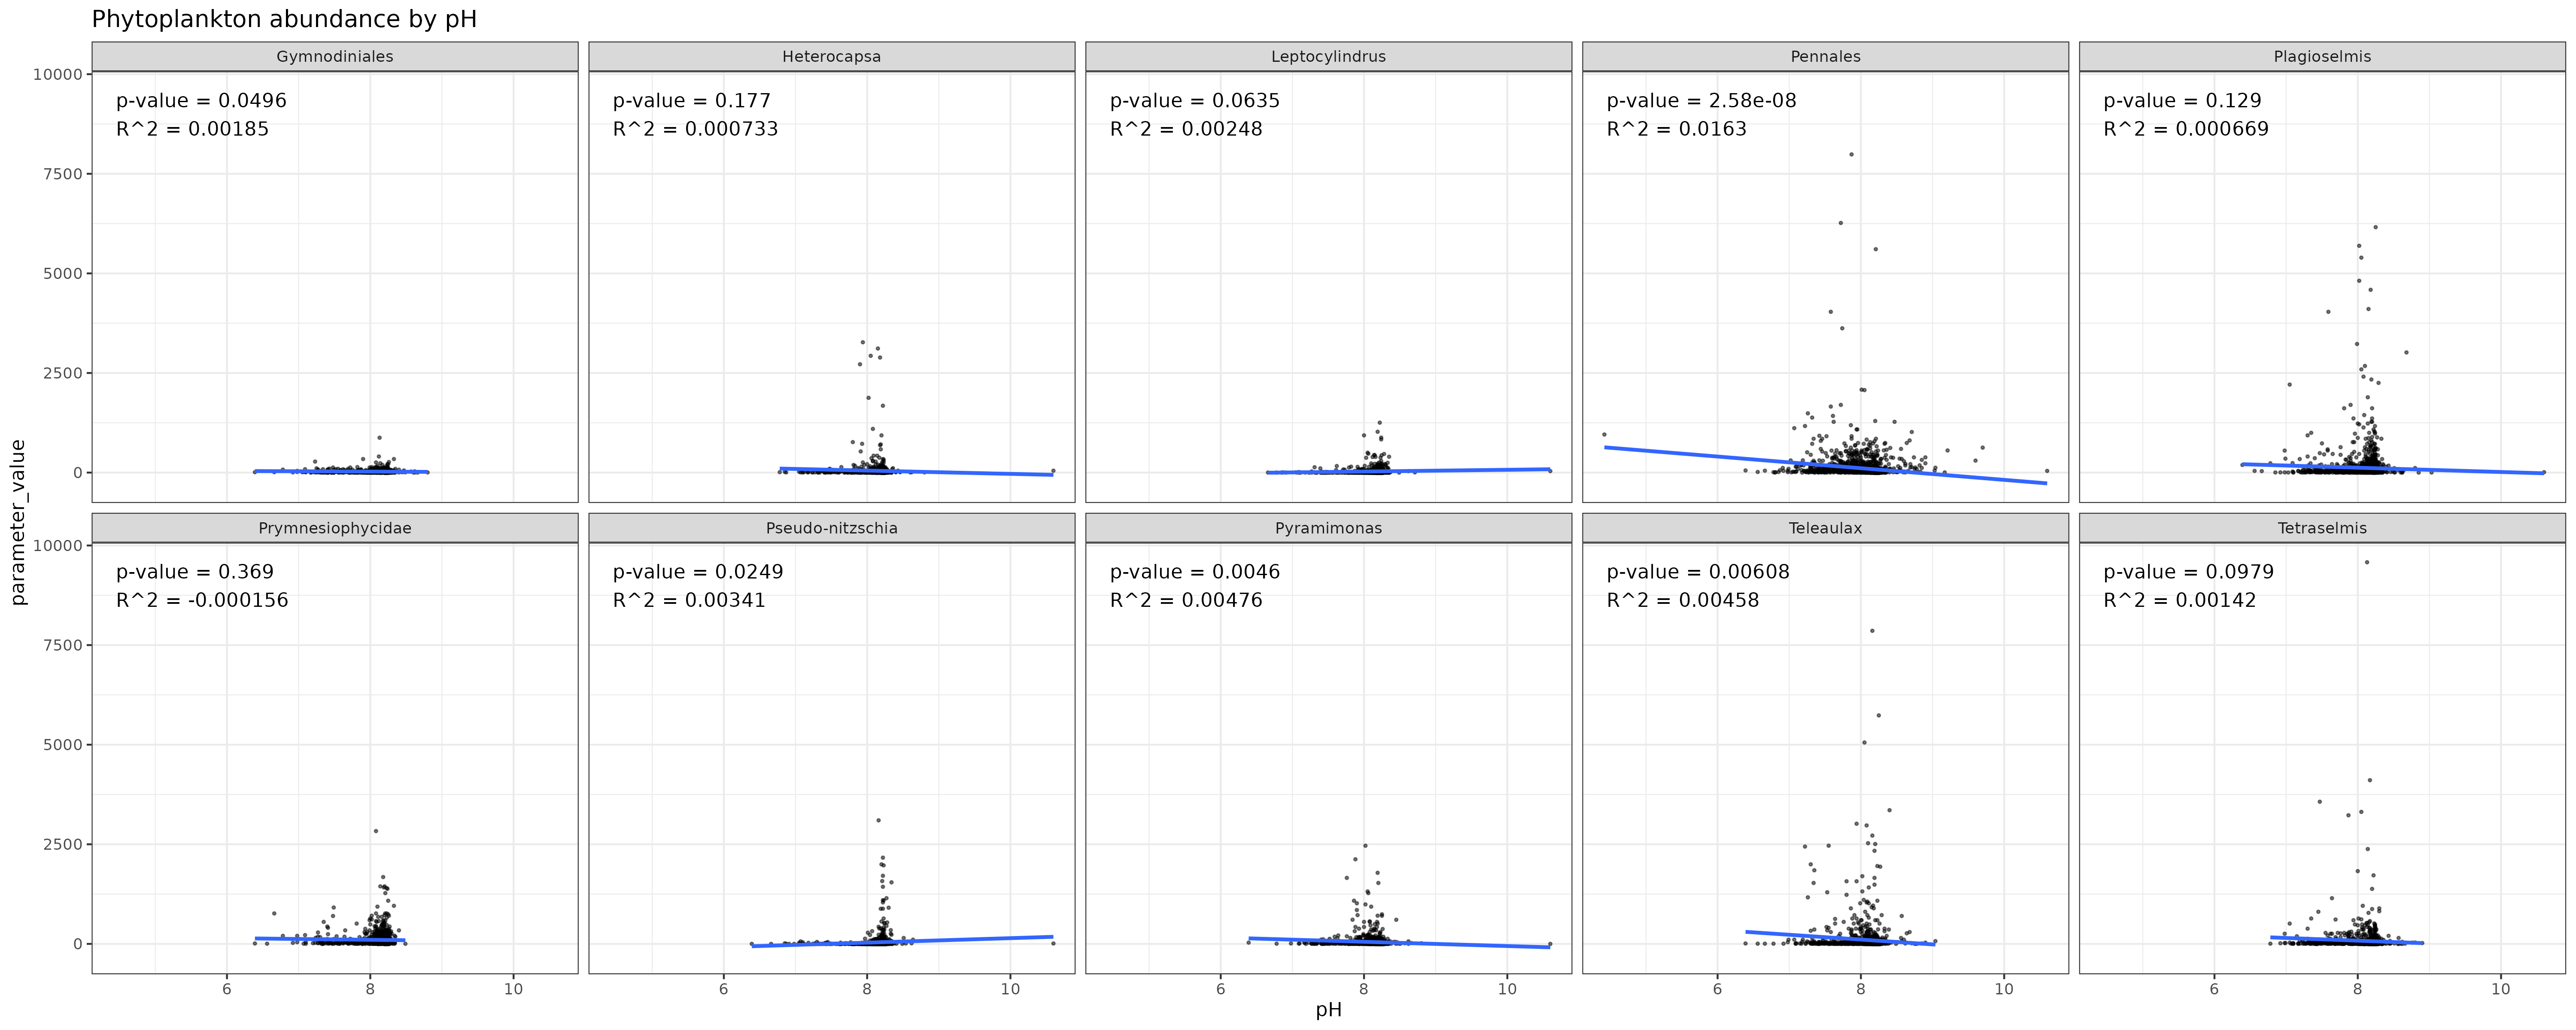 Phytoplankton abundance by pH
Gymnodiniales
Heterocapsa
Leptocylindrus
Pennales
Plagioselmis
p-value = 0.0496
R^2 = 0.00185
p-value = 0.177
R^2 = 0.000733
p-value = 0.0635
R^2 = 0.00248
p-value = 2.58e-08
R^2 = 0.0163
p-value = 0.129
R^2 = 0.000669
10000
7500
5000
2500
0
Prymnesiophycidae
Pseudo-nitzschia
Pyramimonas
Teleaulax
Tetraselmis
p-value = 0.369
R^2 = -0.000156
p-value = 0.0249
R^2 = 0.00341
p-value = 0.0046
R^2 = 0.00476
p-value = 0.00608
R^2 = 0.00458
p-value = 0.0979
R^2 = 0.00142
10000
7500
5000
2500
0
parameter_value
6 8 10
6 8 10
6 8 10
6 8 10
6 8 10
pH